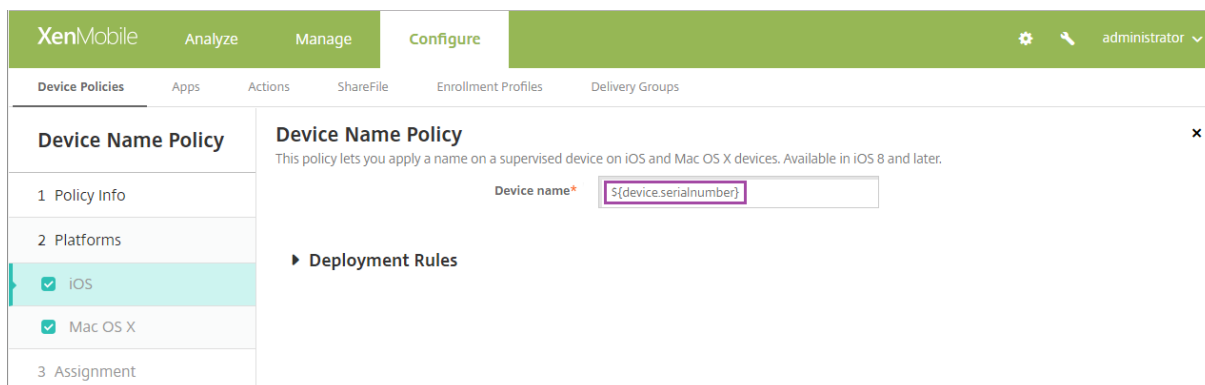 XenMobile Analyze Manage Configure administrator
Device Policies Apps Actions ShareFile Enrollment Profiles Delivery Groups
Device Name Policy
1 Policy Info
2 Platforms
iOS
Mac OS X
3 Assignment
Device Name Policy
This policy lets you apply a name on a supervised device on iOS and Mac OS X devices. Available in iOS 8 and later.
Device name* ${device.serialnumber}
Deployment Rules